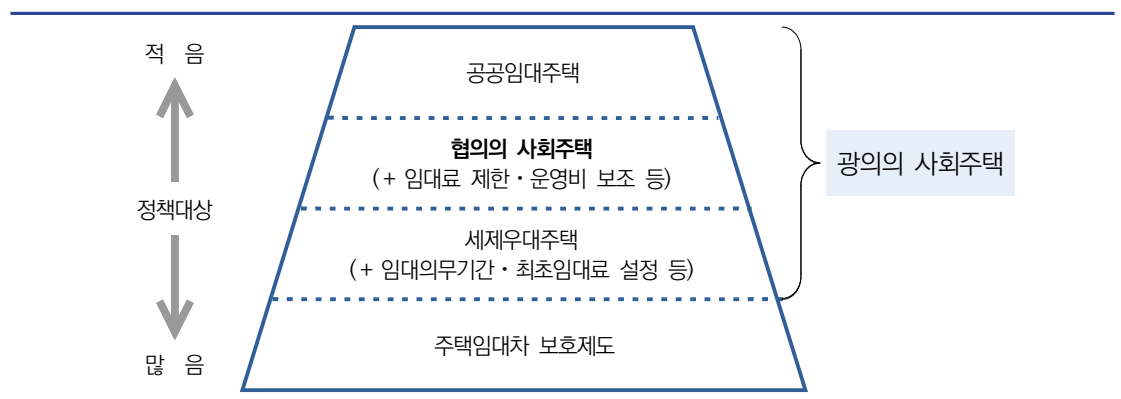 적 음
공공임대주택
협의의 사회주택
(+ 임대료 제한・운영비 보조 등)
광의의 사회주택
정책대상
세제우대주택
(+ 임대의무기간・최초임대료 설정 등)
주택임대차 보호제도
많 음